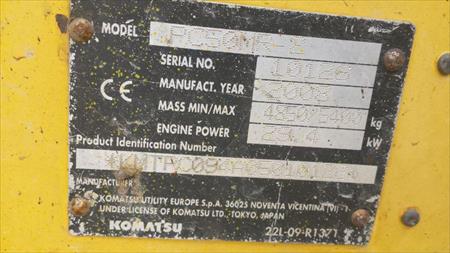 MODEL PC50MR-2
SERIAL NO.
MANUFACT. YEAR 2008
CE
MASS MIN/MAX kg
ENGINE POWER 29.4 kW
Product Identification Number
MANUFACTURER
KOMATSU UTILITY EUROPE S.p.A. 36025 NOVENTA VICENTINA (VI) - I
UNDER LICENSE OF KOMATSU LTD. TOKYO, JAPAN
KOMATSU
22L-09-R1371